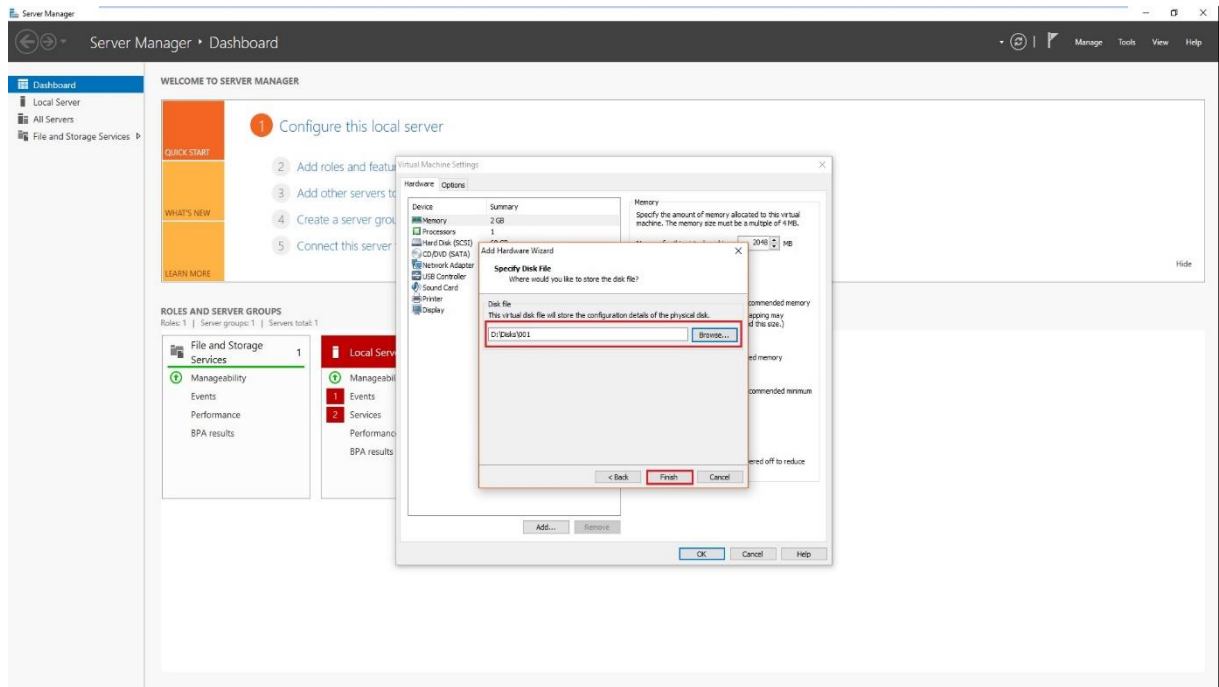 Server Manager
Server Manager • Dashboard
Manage Tools View Help
Dashboard
Local Server
All Servers
File and Storage Services
WELCOME TO SERVER MANAGER
QUICK START
WHAT'S NEW
LEARN MORE
1 Configure this local server
2 Add roles and featu
3 Add other servers to
4 Create a server grou
5 Connect this server
Hide
ROLES AND SERVER GROUPS
Roles: 1 | Server groups: 1 | Servers total: 1
File and Storage Services 1
Manageability
Events
Performance
BPA results
Local Serv
Manageabil
1 Events
2 Services
Performanc
BPA results
Virtual Machine Settings
Hardware Options
Device Summary
Memory 2 GB
Processors 1
Hard Disk (SCSI)
CD/DVD (SATA)
Network Adapter
USB Controller
Sound Card
Printer
Display
Add... Remove
Memory
Specify the amount of memory allocated to this virtual
machine. The memory size must be a multiple of 4 MB.
2048 MB
commended memory
apping may
d this size.)
ed memory
commended minimum
ered off to reduce
OK Cancel Help
Add Hardware Wizard
Specify Disk File
Where would you like to store the disk file?
Disk file
This virtual disk file will store the configuration details of the physical disk.
D:\Disks\001 Browse...
< Back Finish Cancel